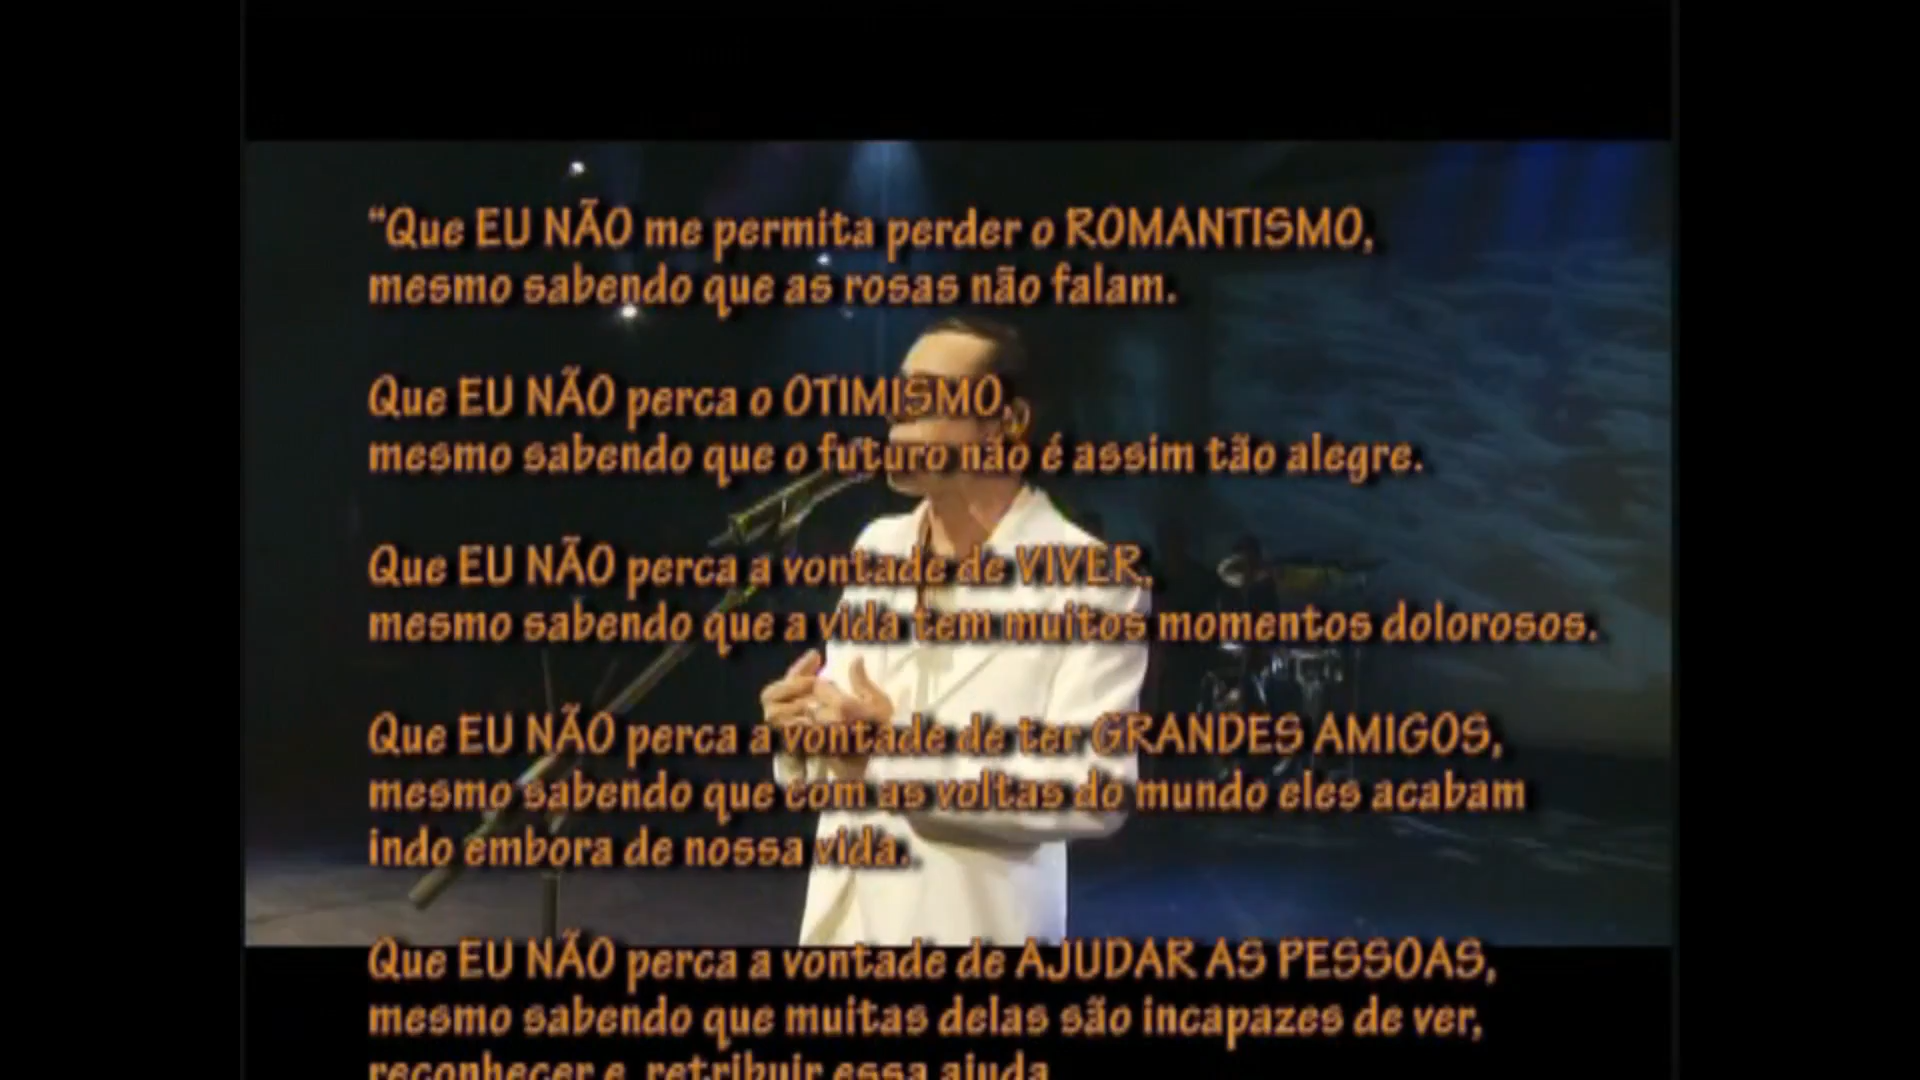 “Que EU NÃO me permita perder o ROMANTISMO,
mesmo sabendo que as rosas não falam.
Que EU NÃO perca o OTIMISMO,
mesmo sabendo que o futuro não é assim tão alegre.
Que EU NÃO perca a vontade de VIVER,
mesmo sabendo que a vida tem muitos momentos dolorosos.
Que EU NÃO perca a vontade de ter GRANDES AMIGOS,
mesmo sabendo que com as voltas do mundo eles acabam
indo embora de nossa vida.
Que EU NÃO perca a vontade de AJUDAR AS PESSOAS,
mesmo sabendo que muitas delas são incapazes de ver,
reconhecer e retribuir essa ajuda